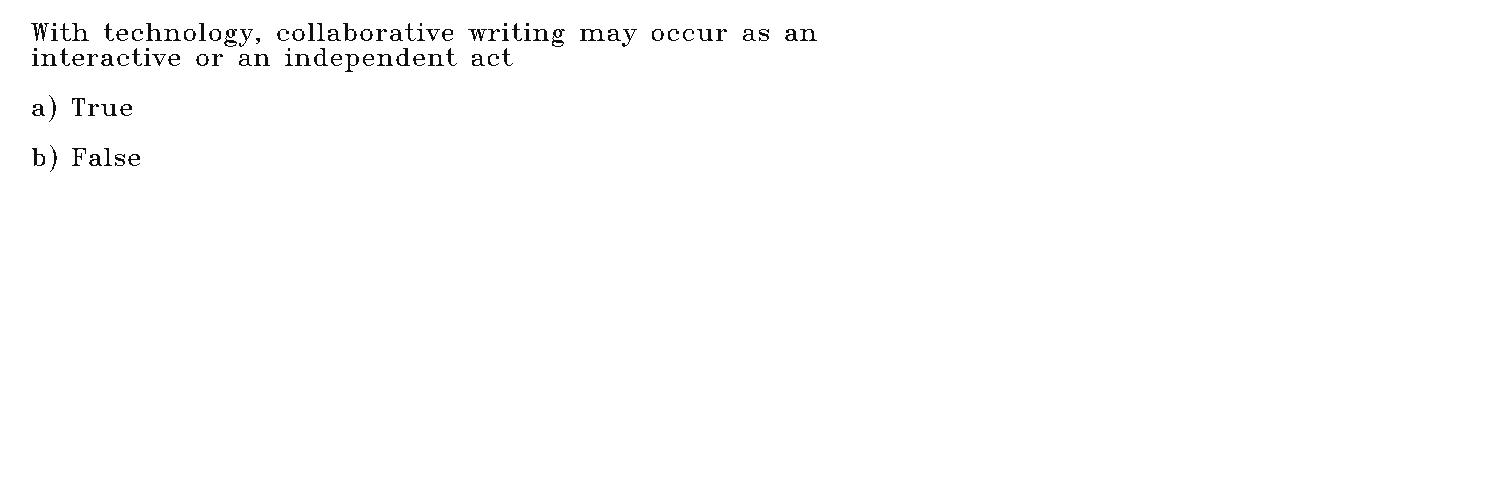 With technology, collaborative writing may occur as an
interactive or an independent act
a) True
b) False